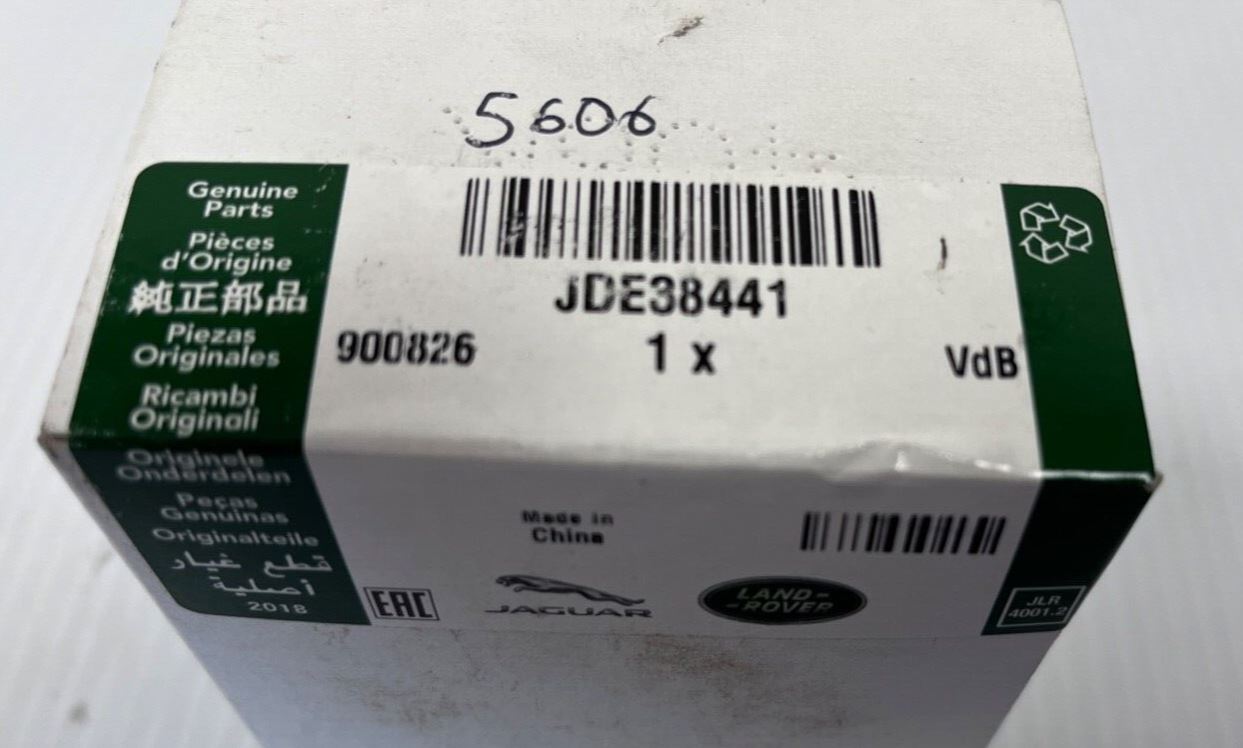 5606
Genuine
Parts
Pièces
d'Origine
純正部品
Piezas
Originales
Ricambi
Originali
JDE38441
900826
1 x
VdB
Originele
Onderdelen
Peças
Genuinas
Originalteile
قطع غيار
أصلية
2018
Made in
China
EAC
JAGUAR
LAND-
-ROVER
JLR
4001.2